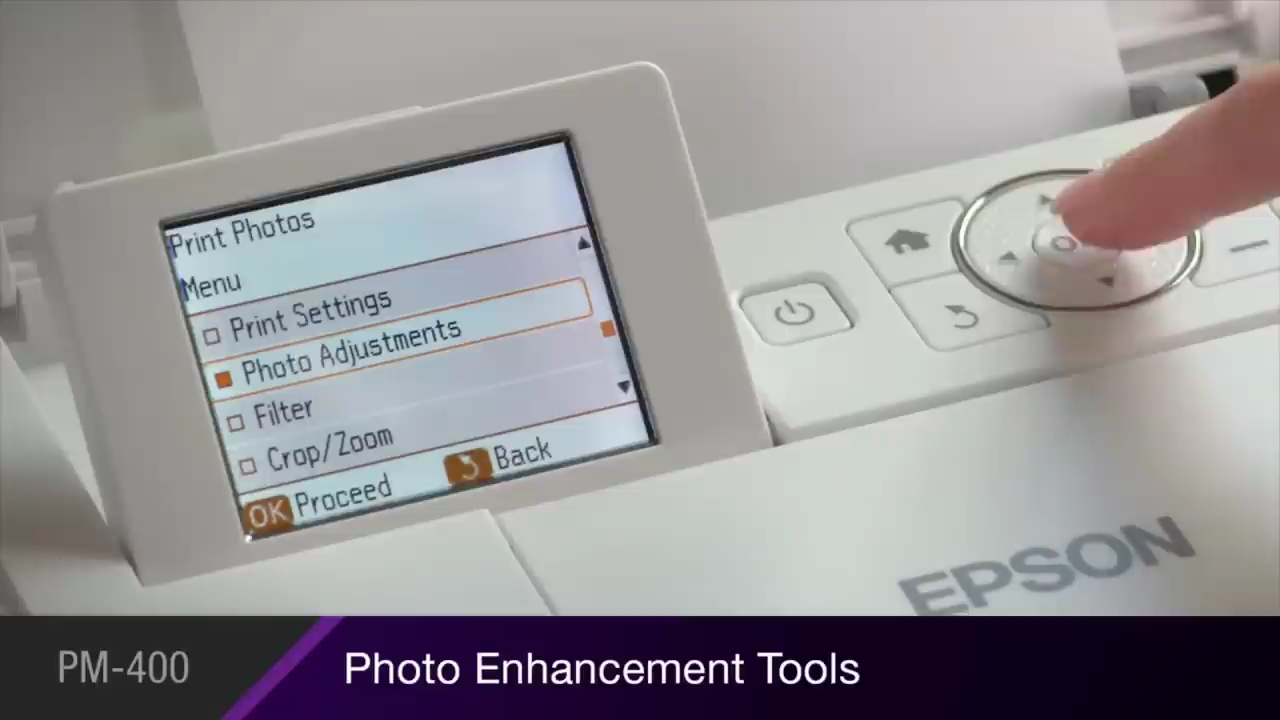 Print Photos
Menu
Print Settings
Photo Adjustments
Filter
Crop/Zoom
OK Proceed
Back
EPSON
PM-400
Photo Enhancement Tools